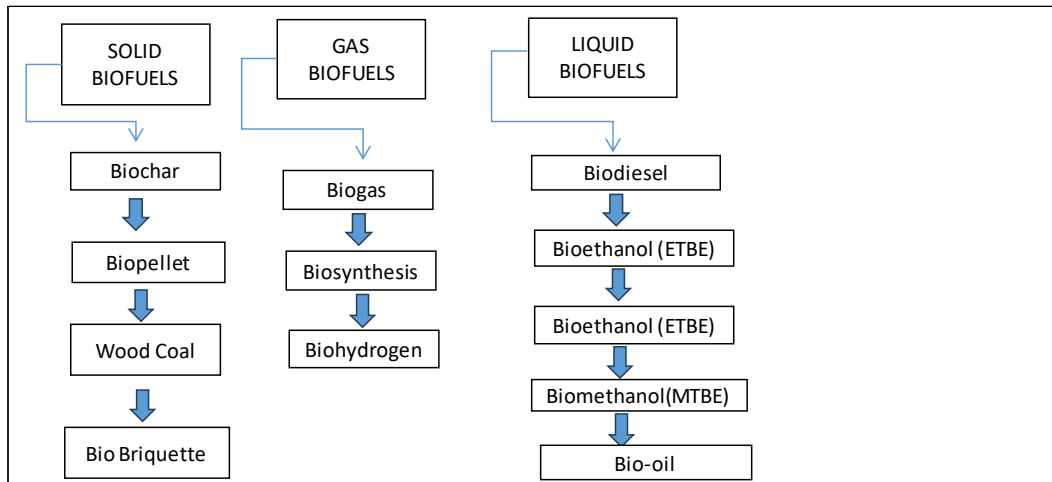 SOLID
BIOFUELS
Biochar
Biopellet
Wood Coal
Bio Briquette
GAS
BIOFUELS
Biogas
Biosynthesis
Biohydrogen
LIQUID
BIOFUELS
Biodiesel
Bioethanol (ETBE)
Bioethanol (ETBE)
Biomethanol(MTBE)
Bio-oil